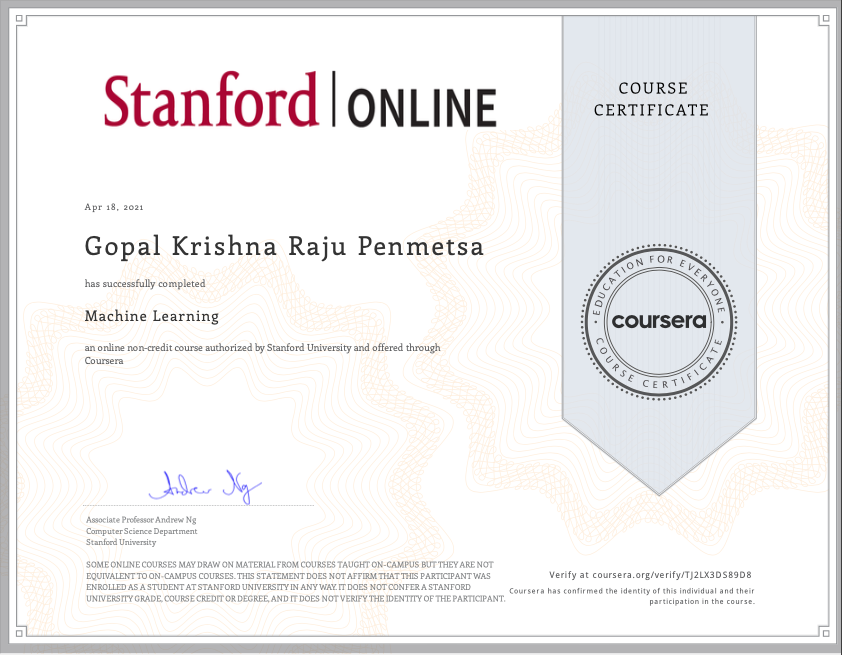 Stanford | ONLINE
COURSE
CERTIFICATE
Apr 18, 2021
Gopal Krishna Raju Penmetsa
has successfully completed
Machine Learning
an online non-credit course authorized by Stanford University and offered through
Coursera
EDUCATION FOR EVERYONE
coursera
COURSE CERTIFICATE
Andrew Ng
Associate Professor Andrew Ng
Computer Science Department
Stanford University
SOME ONLINE COURSES MAY DRAW ON MATERIAL FROM COURSES TAUGHT ON-CAMPUS BUT THEY ARE NOT
EQUIVALENT TO ON-CAMPUS COURSES. THIS STATEMENT DOES NOT AFFIRM THAT THIS PARTICIPANT WAS
ENROLLED AS A STUDENT AT STANFORD UNIVERSITY IN ANY WAY. IT DOES NOT CONFER A STANFORD
UNIVERSITY GRADE, COURSE CREDIT OR DEGREE, AND IT DOES NOT VERIFY THE IDENTITY OF THE PARTICIPANT.
Verify at coursera.org/verify/TJ2LX3DS89D8
Coursera has confirmed the identity of this individual and their
participation in the course.